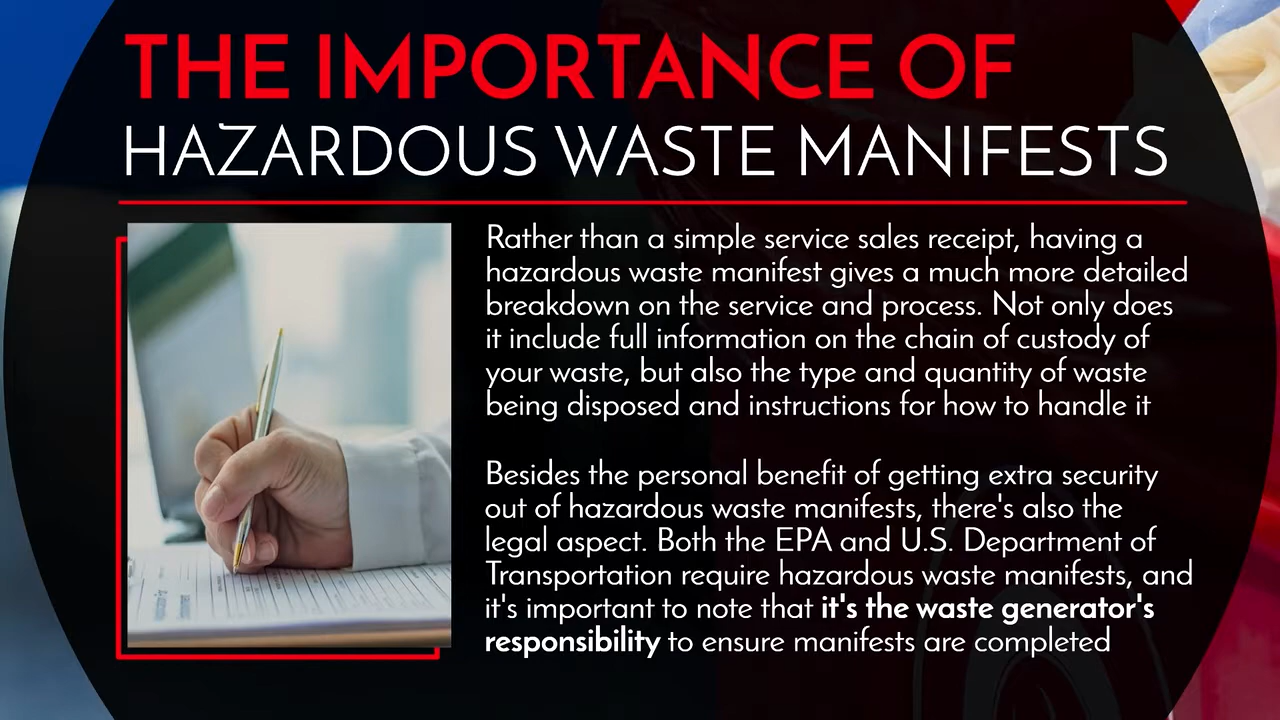 THE IMPORTANCE OF
HAZARDOUS WASTE MANIFESTS
Rather than a simple service sales receipt, having a
hazardous waste manifest gives a much more detailed
breakdown on the service and process. Not only does
it include full information on the chain of custody of
your waste, but also the type and quantity of waste
being disposed and instructions for how to handle it
Besides the personal benefit of getting extra security
out of hazardous waste manifests, there's also the
legal aspect. Both the EPA and U.S. Department of
Transportation require hazardous waste manifests, and
it's important to note that it's the waste generator's
responsibility to ensure manifests are completed